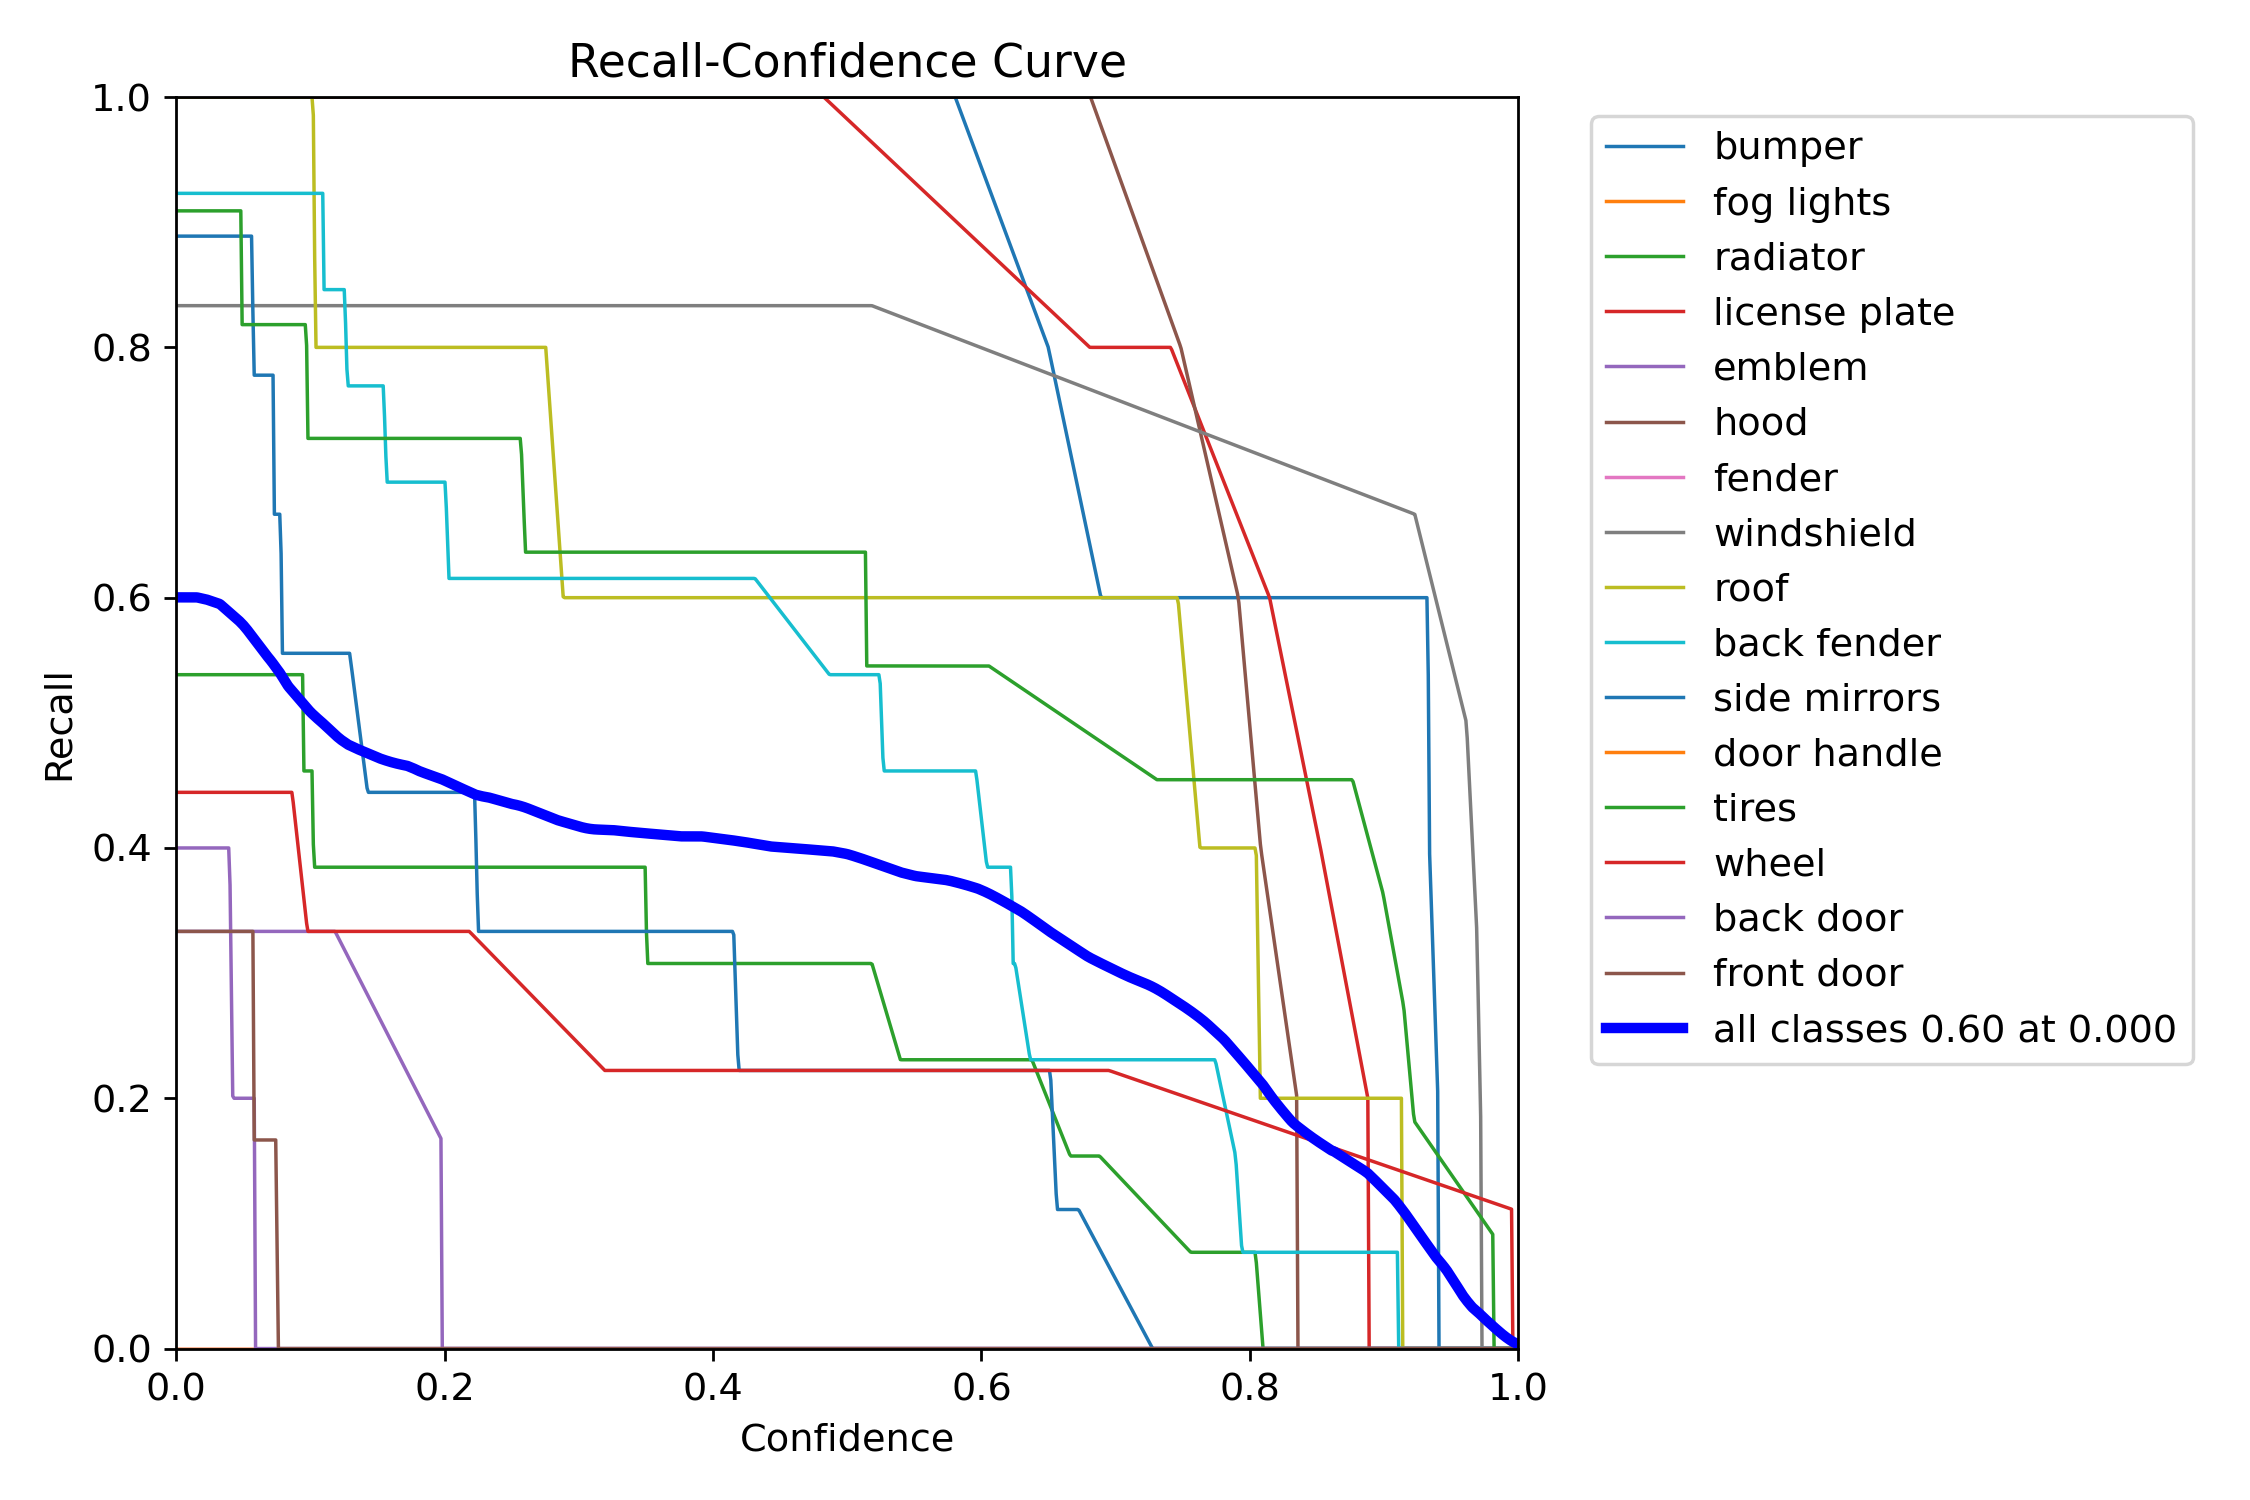 Recall-Confidence Curve
1.0
0.8
0.6
0.4
0.2
0.0
Recall
0.0 0.2 0.4 0.6 0.8 1.0
Confidence
bumper
fog lights
radiator
license plate
emblem
hood
fender
windshield
roof
back fender
side mirrors
door handle
tires
wheel
back door
front door
all classes 0.60 at 0.000